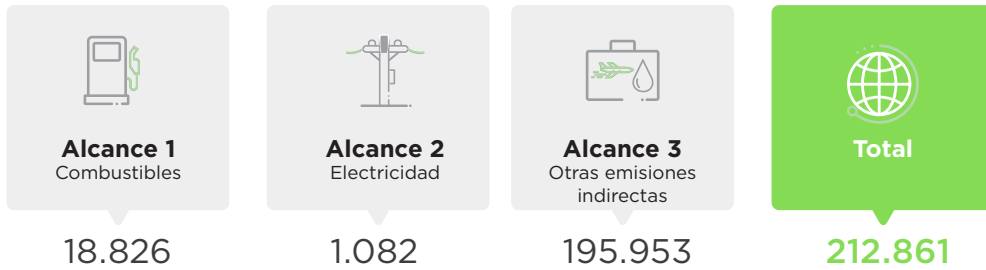 Alcance 1
Combustibles
18.826
Alcance 2
Electricidad
1.082
Alcance 3
Otras emisiones
indirectas
195.953
Total
212.861